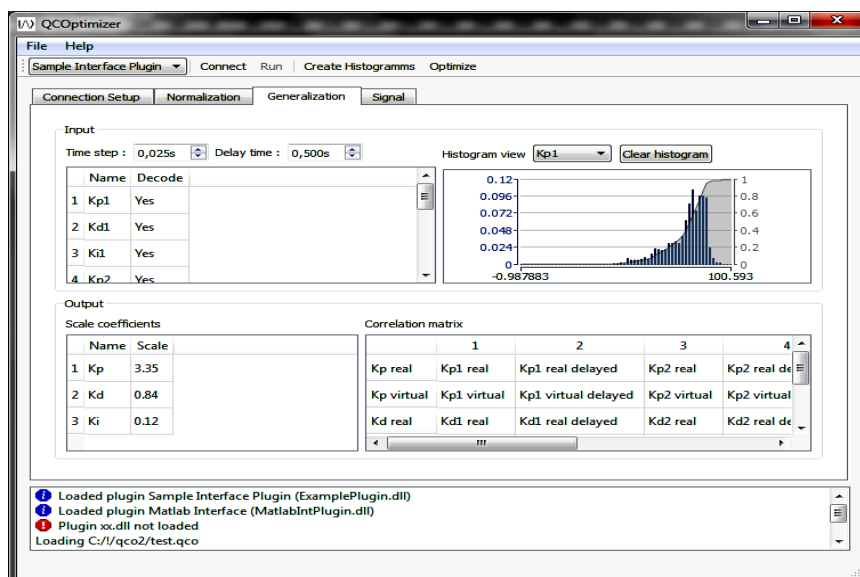 QCOptimizer
File Help
Sample Interface Plugin Connect Run Create Histogramms Optimize
Connection Setup Normalization Generalization Signal
Input
Time step : 0,025s Delay time : 0,500s Histogram view Kp1 Clear histogram
Name Decode
1 Kp1 Yes
2 Kd1 Yes
3 Ki1 Yes
4 Kp2 Yes
0.12 1
0.096 0.8
0.072 0.6
0.048 0.4
0.024 0.2
0 0
-0.987883 100.593
Output
Scale coefficients Correlation matrix
Name Scale
1 Kp 3.35
2 Kd 0.84
3 Ki 0.12
1 2 3 4
Kp real Kp1 real Kp1 real delayed Kp2 real Kp2 real de
Kp virtual Kp1 virtual Kp1 virtual delayed Kp2 virtual Kp2 virtual
Kd real Kd1 real Kd1 real delayed Kd2 real Kd2 real de
Loaded plugin Sample Interface Plugin (ExamplePlugin.dll)
Loaded plugin Matlab Interface (MatlabIntPlugin.dll)
Plugin xx.dll not loaded
Loading C:/!/qco2/test.qco